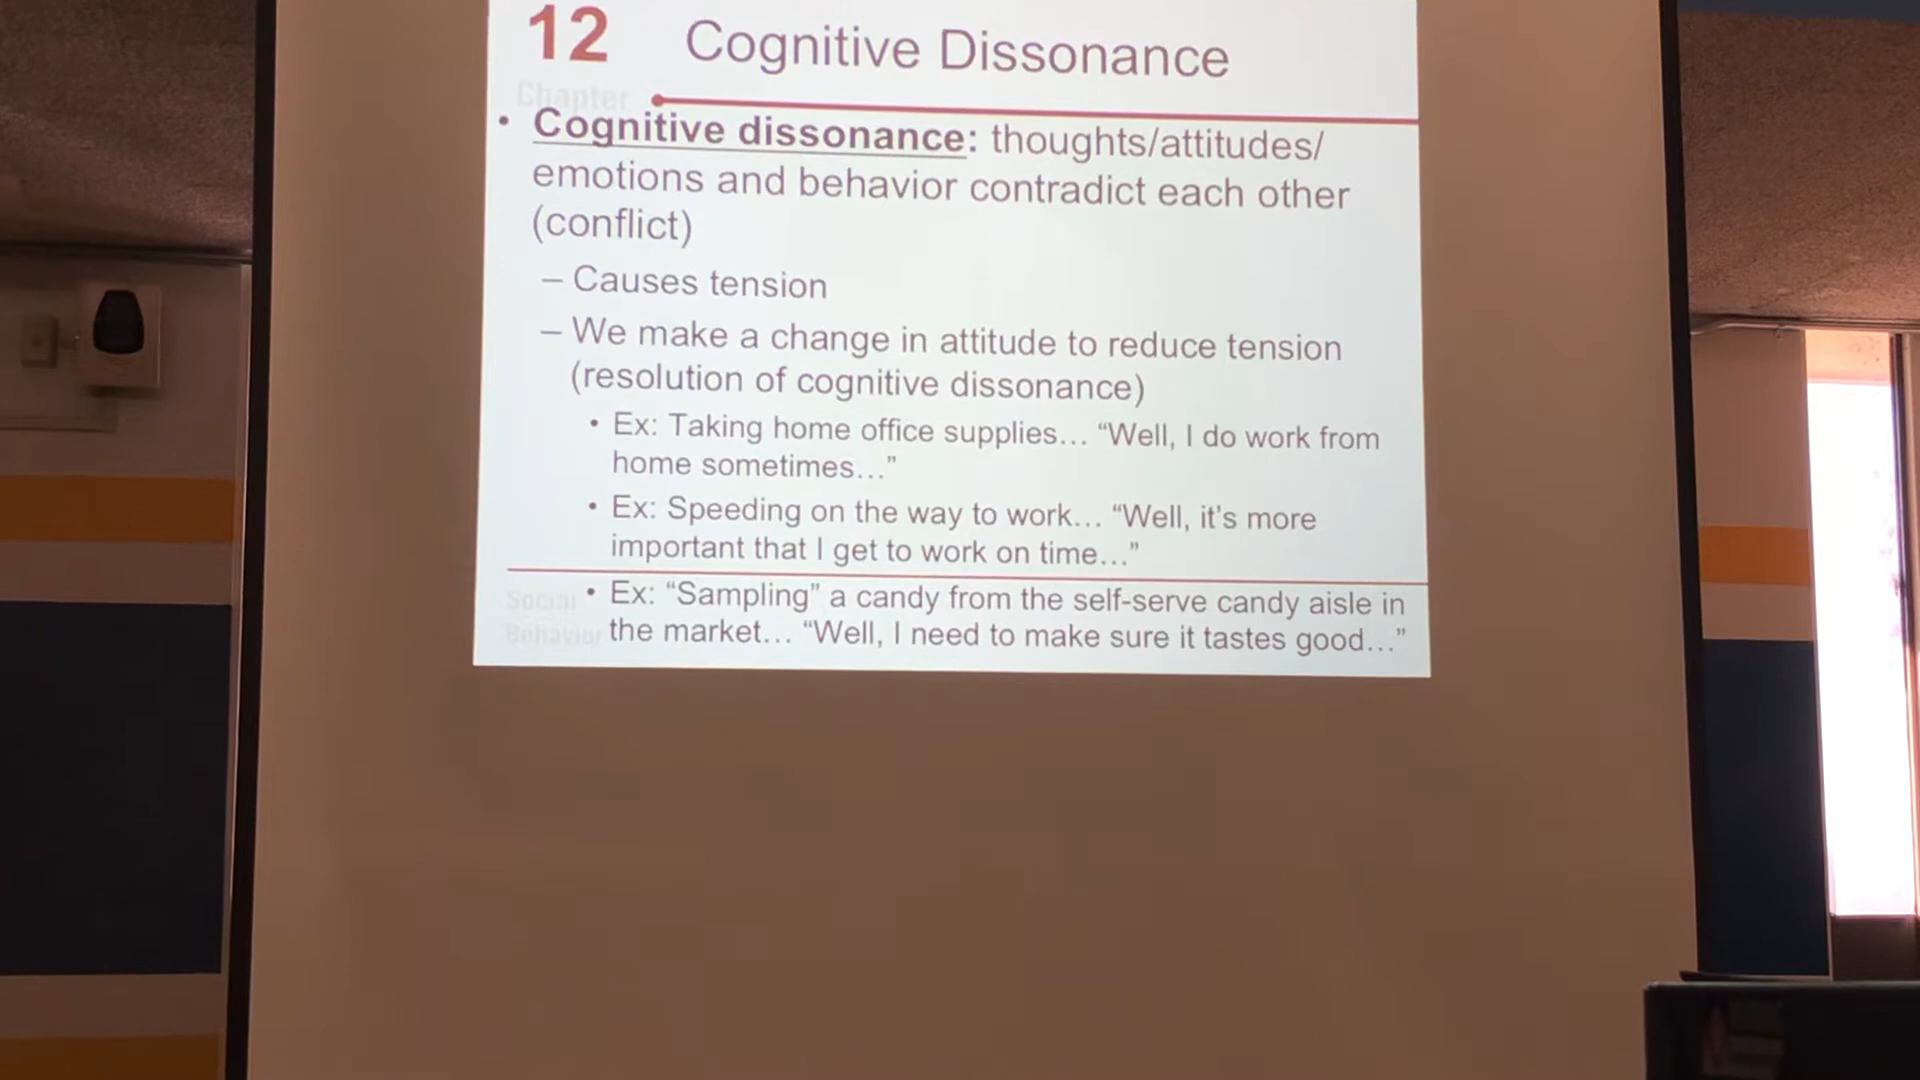 12 Cognitive Dissonance
Chapter
• Cognitive dissonance: thoughts/attitudes/
emotions and behavior contradict each other
(conflict)
– Causes tension
– We make a change in attitude to reduce tension
(resolution of cognitive dissonance)
• Ex: Taking home office supplies… “Well, I do work from
home sometimes…”
• Ex: Speeding on the way to work… “Well, it’s more
important that I get to work on time…”
Social • Ex: “Sampling” a candy from the self-serve candy aisle in
Behavior the market… “Well, I need to make sure it tastes good…”